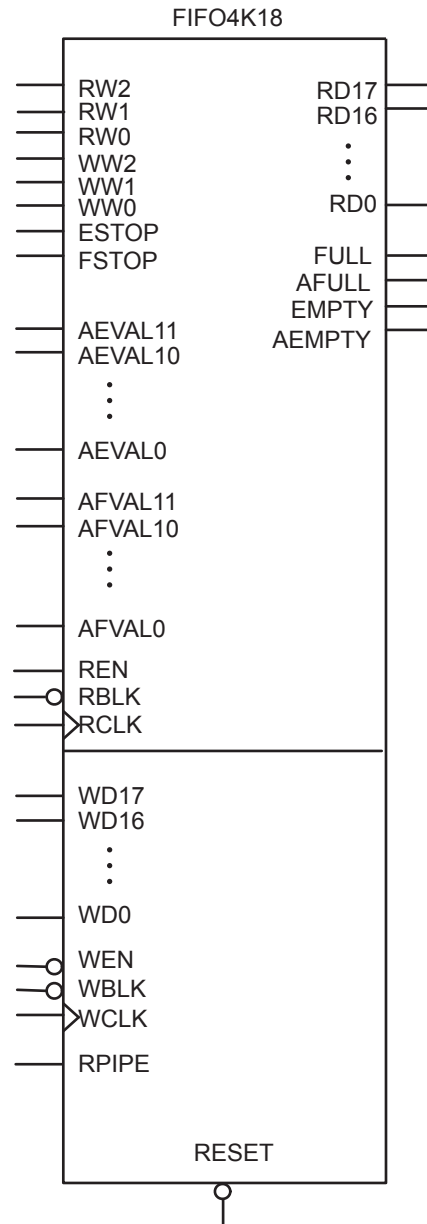 FIFO4K18
RW2
RW1
RW0
WW2
WW1
WW0
ESTOP
FSTOP
AEVAL11
AEVAL10
AEVAL0
AFVAL11
AFVAL10
AFVAL0
REN
RBLK
RCLK
WD17
WD16
WD0
WEN
WBLK
WCLK
RPIPE
RD17
RD16
RD0
FULL
AFULL
EMPTY
AEMPTY
RESET